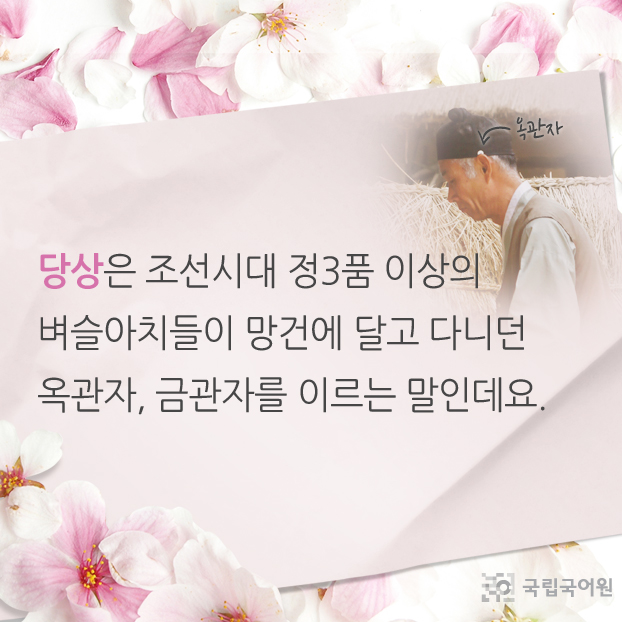 옥관자
당상은 조선시대 정3품 이상의
벼슬아치들이 망건에 달고 다니던
옥관자, 금관자를 이르는 말인데요.
국립국어원